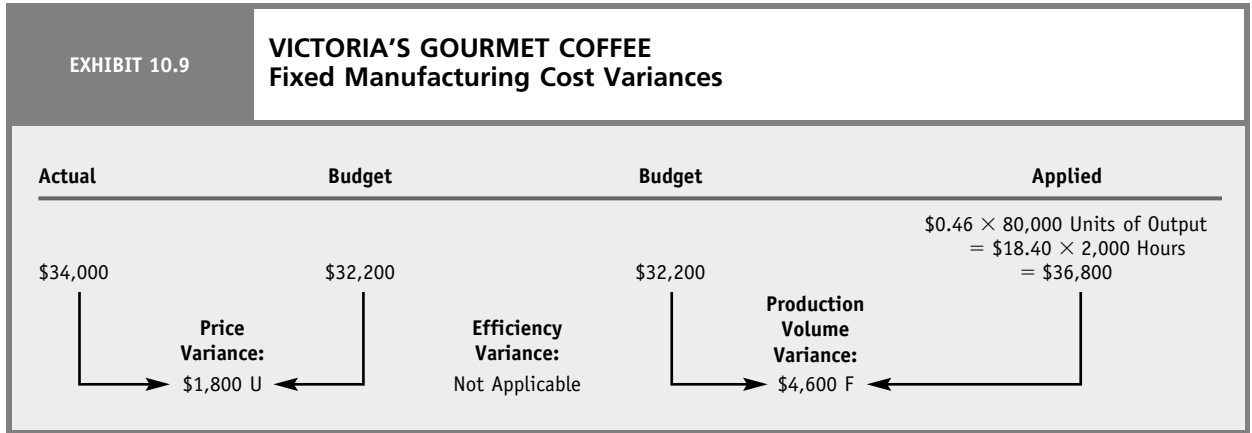 EXHIBIT 10.9
VICTORIA'S GOURMET COFFEE
Fixed Manufacturing Cost Variances
Actual Budget Budget Applied
$0.46 × 80,000 Units of Output
= $18.40 × 2,000 Hours
$34,000 $32,200 $32,200 = $36,800
Price
Variance:
$1,800 U
Efficiency
Variance:
Not Applicable
Production
Volume
Variance:
$4,600 F